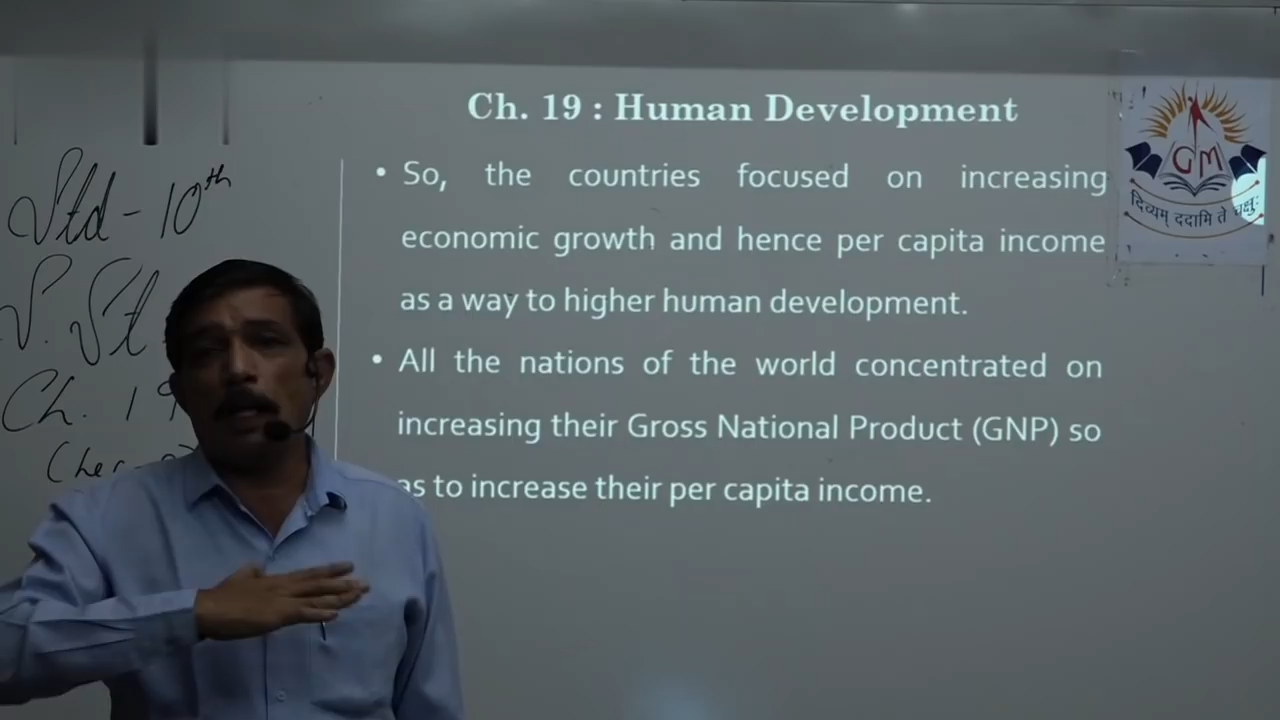 Ch. 19 : Human Development
• So, the countries focused on increasing
economic growth and hence per capita income
as a way to higher human development.
• All the nations of the world concentrated on
increasing their Gross National Product (GNP) so
as to increase their per capita income.
Std - 10th
S. St
Ch. 19
GM
दिव्यम् ददामि ते चक्षुः